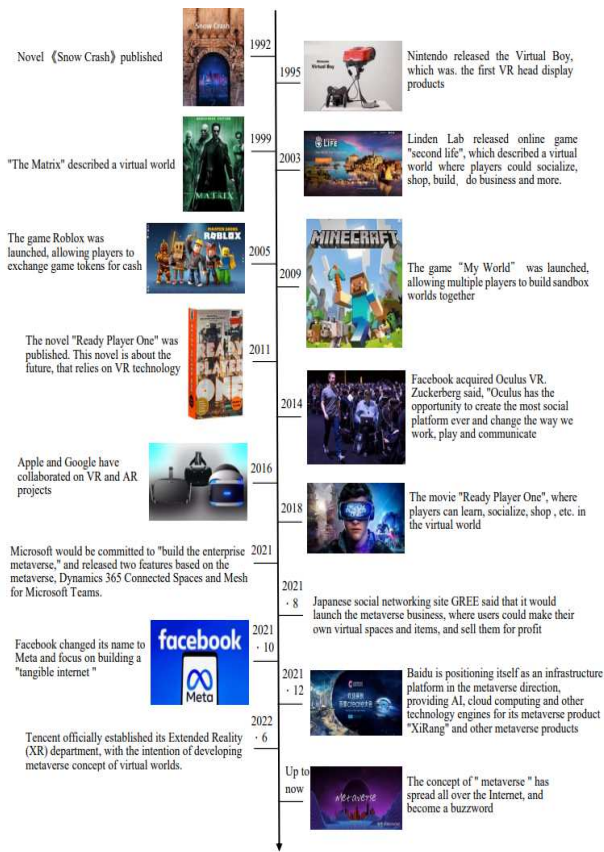 1992
Novel 《Snow Crash》published
Snow Crash
1995
Nintendo released the Virtual Boy,
which was. the first VR head display
products
Virtual Boy
1999
"The Matrix" described a virtual world
MATRIX
2003
Linden Lab released online game
"second life", which described a virtual
world where players could socialize,
shop, build、do business and more.
LIFE
2005
The game Roblox was
launched, allowing players to
exchange game tokens for cash
ROBLOX
2009
The game “My World” was launched,
allowing multiple players to build sandbox
worlds together
MINECRAFT
2011
The novel "Ready Player One" was
published. This novel is about the
future, that relies on VR technology
READY
PLAYER
ONE
2014
Facebook acquired Oculus VR.
Zuckerberg said, "Oculus has the
opportunity to create the most social
platform ever and change the way we
work, play and communicate
2016
Apple and Google have
collaborated on VR and AR
projects
2018
The movie "Ready Player One", where
players can learn, socialize, shop , etc. in
the virtual world
2021
Microsoft would be committed to "build the enterprise
metaverse," and released two features based on the
metaverse, Dynamics 365 Connected Spaces and Mesh
for Microsoft Teams.
2021
· 8
Japanese social networking site GREE said that it would
launch the metaverse business, where users could make their
own virtual spaces and items, and sell them for profit
2021
· 10
Facebook changed its name to
Meta and focus on building a
"tangible internet "
facebook
Meta
2021
· 12
Baidu is positioning itself as an infrastructure
platform in the metaverse direction,
providing AI, cloud computing and other
technology engines for its metaverse product
"XiRang" and other metaverse products
2022
· 6
Tencent officially established its Extended Reality
(XR) department, with the intention of developing
metaverse concept of virtual worlds.
Up to
now
The concept of " metaverse " has
spread all over the Internet, and
become a buzzword
metaverse